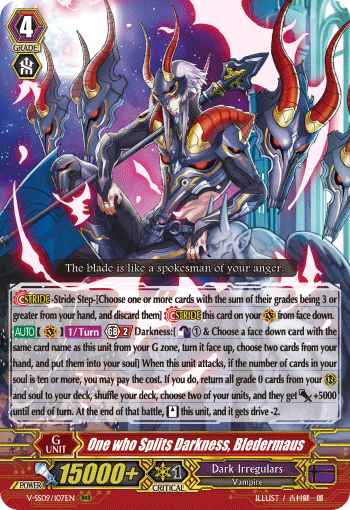 4
GRADE
The blade is like a spokesman of your anger.
STRIDE -Stride Step-[Choose one or more cards with the sum of their grades being 3 or
greater from your hand, and discard them] STRIDE this card on your from face down.
AUTO [ ] 1/Turn GB 2 Darkness:[ 1 & Choose a face down card with the
same card name as this unit from your G zone, turn it face up, choose two cards from your
hand, and put them into your soul] When this unit attacks, if the number of cards in your
soul is ten or more, you may pay the cost. If you do, return all grade 0 cards from your
and soul to your deck, shuffle your deck, choose two of your units, and they get +5000
until end of turn. At the end of that battle, this unit, and it gets drive -2.
G UNIT
One who Splits Darkness, Bledermaus
POWER 15000+ 1 CRITICAL
Dark Irregulars
Vampire
V-SS09/107EN RRR
ILLUST / 吉村健一郎